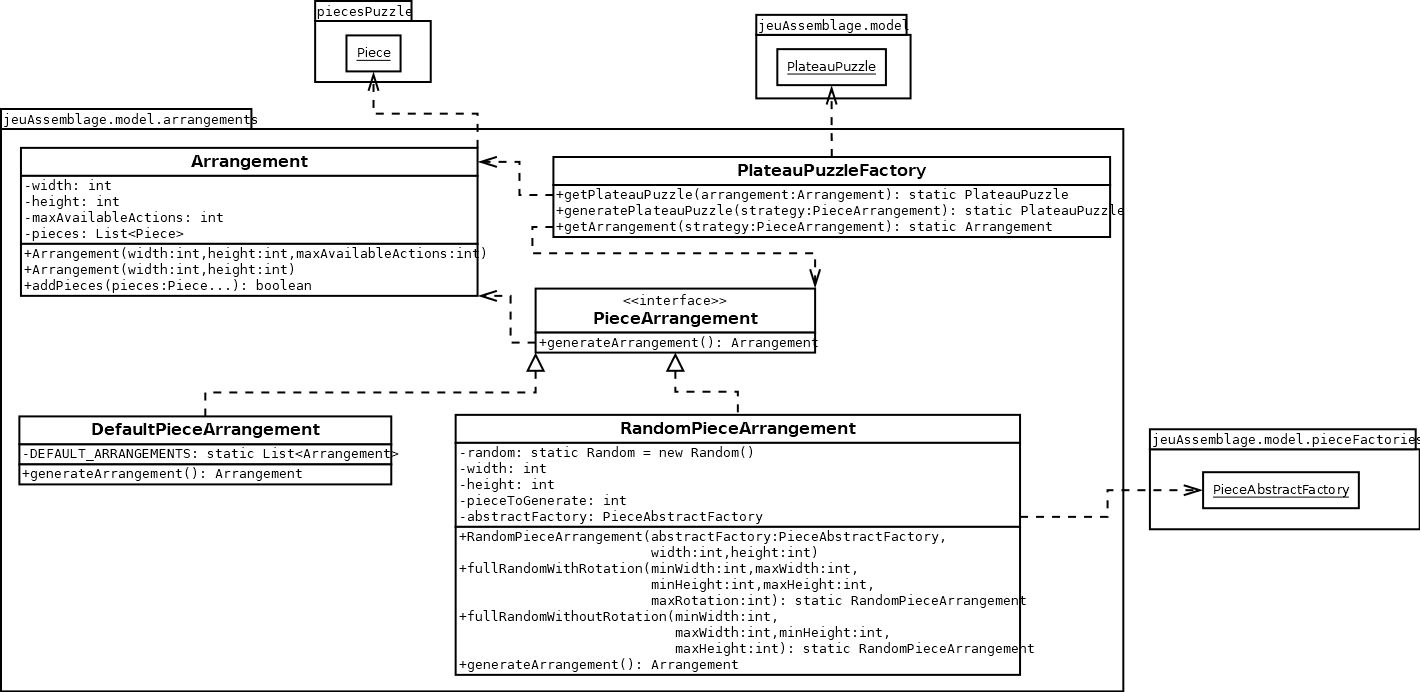 piecesPuzzle
Piece
jeuAssemblage.model
PlateauPuzzle
jeuAssemblage.model.arrangements
Arrangement
-width: int
-height: int
-maxAvailableActions: int
-pieces: List<Piece>
+Arrangement(width:int,height:int,maxAvailableActions:int)
+Arrangement(width:int,height:int)
+addPieces(pieces:Piece...): boolean
PlateauPuzzleFactory
+getPlateauPuzzle(arrangement:Arrangement): static PlateauPuzzle
+generatePlateauPuzzle(strategy:PieceArrangement): static PlateauPuzzle
+getArrangement(strategy:PieceArrangement): static Arrangement
<<interface>>
PieceArrangement
+generateArrangement(): Arrangement
DefaultPieceArrangement
-DEFAULT_ARRANGEMENTS: static List<Arrangement>
+generateArrangement(): Arrangement
RandomPieceArrangement
-random: static Random = new Random()
-width: int
-height: int
-pieceToGenerate: int
-abstractFactory: PieceAbstractFactory
+RandomPieceArrangement(abstractFactory:PieceAbstractFactory,
width:int,height:int)
+fullRandomWithRotation(minWidth:int,maxWidth:int,
minHeight:int,maxHeight:int,
maxRotation:int): static RandomPieceArrangement
+fullRandomWithoutRotation(minWidth:int,
maxWidth:int,minHeight:int,
maxHeight:int): static RandomPieceArrangement
+generateArrangement(): Arrangement
jeuAssemblage.model.pieceFactories
PieceAbstractFactory